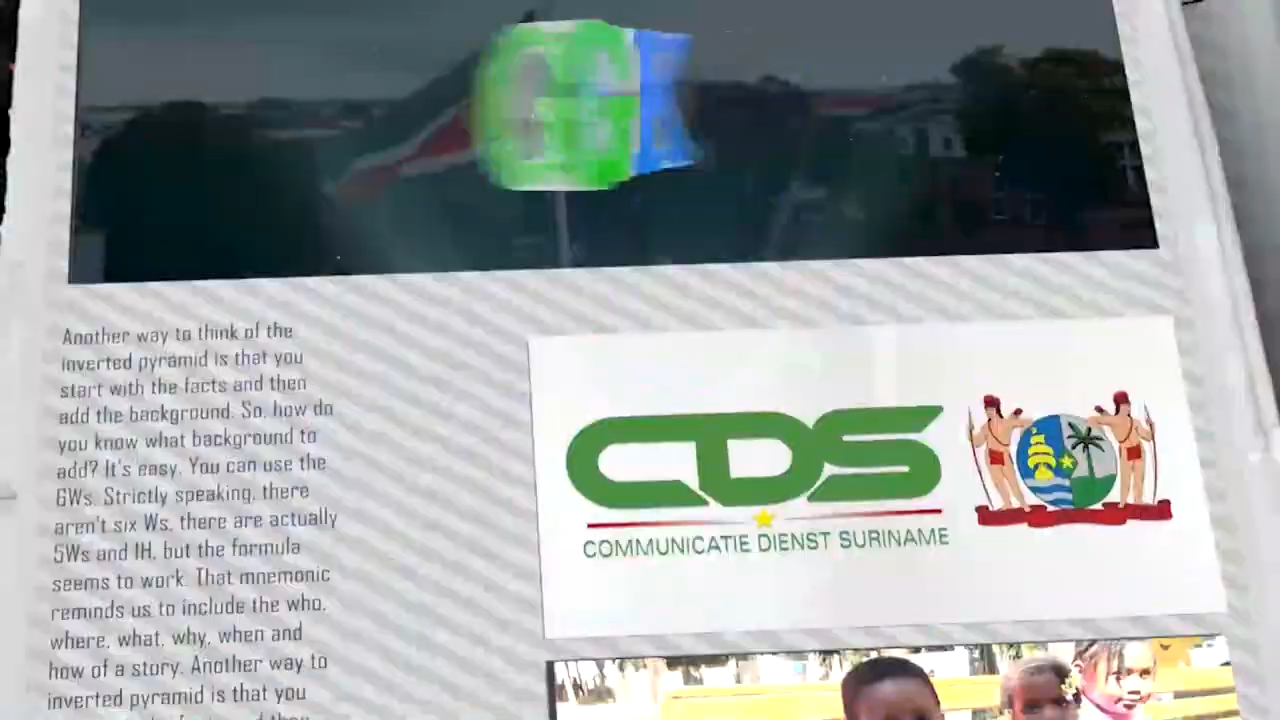 Another way to think of the
inverted pyramid is that you
start with the facts and then
add the background. So, how do
you know what background to
add? It's easy. You can use the
6Ws. Strictly speaking, there
aren't six Ws, there are actually
5Ws and 1H, but the formula
seems to work. That mnemonic
reminds us to include the who,
where, what, why, when and
how of a story. Another way to
inverted pyramid is that you
CDS
COMMUNICATIE DIENST SURINAME